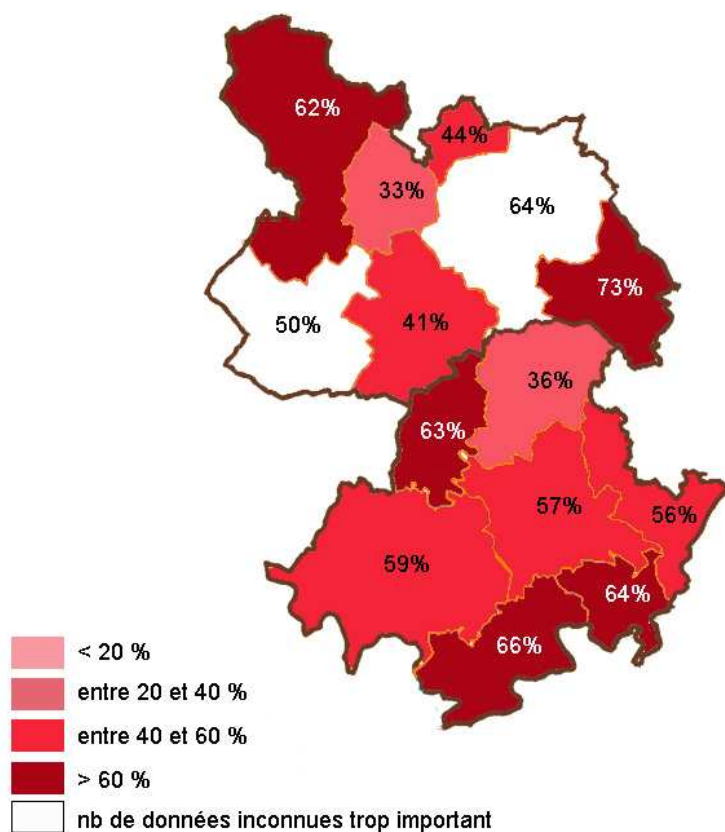 62%
44%
33%
64%
73%
50%
41%
36%
63%
57%
56%
59%
64%
66%
< 20 %
entre 20 et 40 %
entre 40 et 60 %
> 60 %
nb de données inconnues trop important